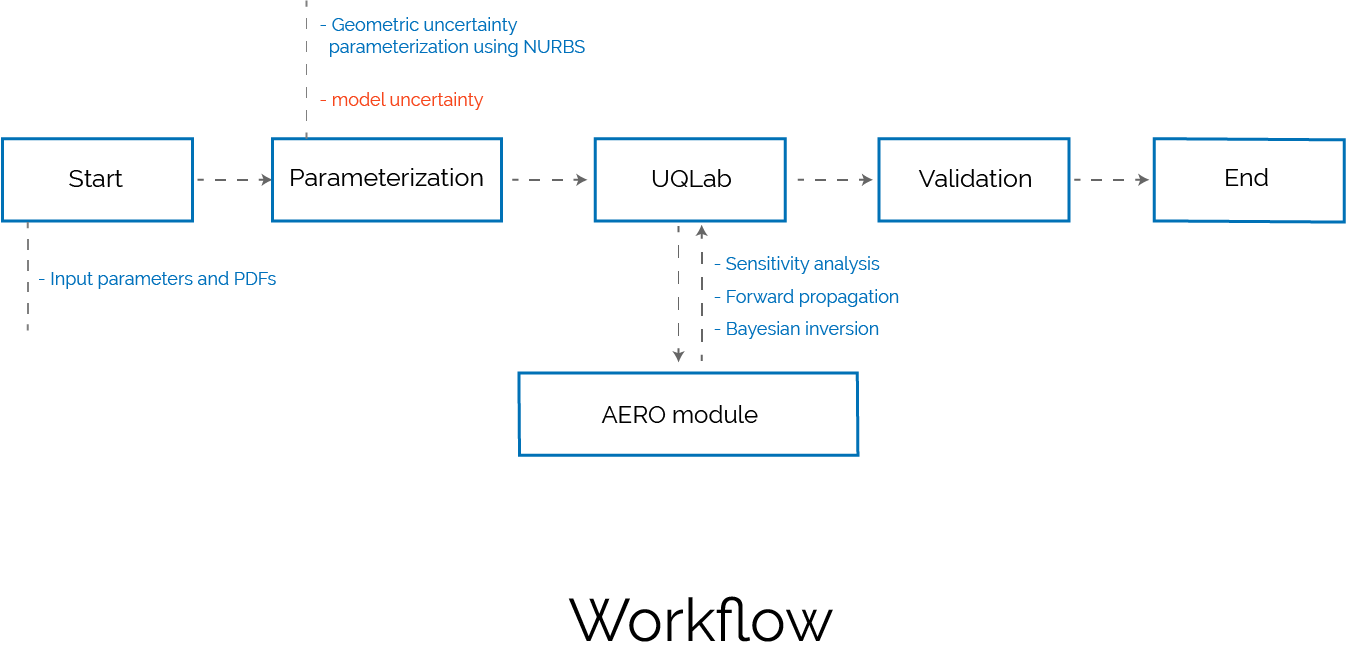 - Geometric uncertainty
parameterization using NURBS
- model uncertainty
Start
Parameterization
UQLab
Validation
End
- Input parameters and PDFs
- Sensitivity analysis
- Forward propagation
- Bayesian inversion
AERO module
Workflow